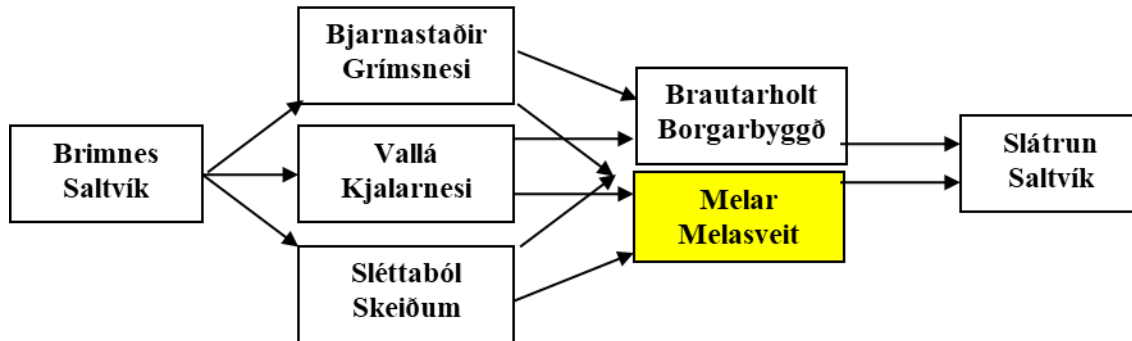 Brimnes
Saltvík
Bjarnastaðir
Grímsnesi
Vallá
Kjalarnesi
Sléttaból
Skeiðum
Brautarholt
Borgarbyggð
Melar
Melasveit
Slátrun
Saltvík